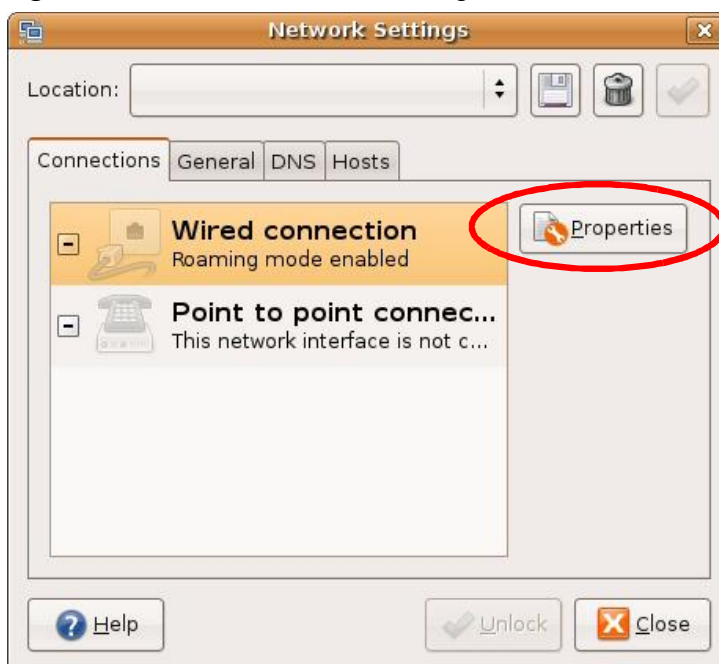 Network Settings
Location:
Connections General DNS Hosts
Wired connection
Roaming mode enabled
Properties
Point to point connec...
This network interface is not c...
Help
Unlock
Close